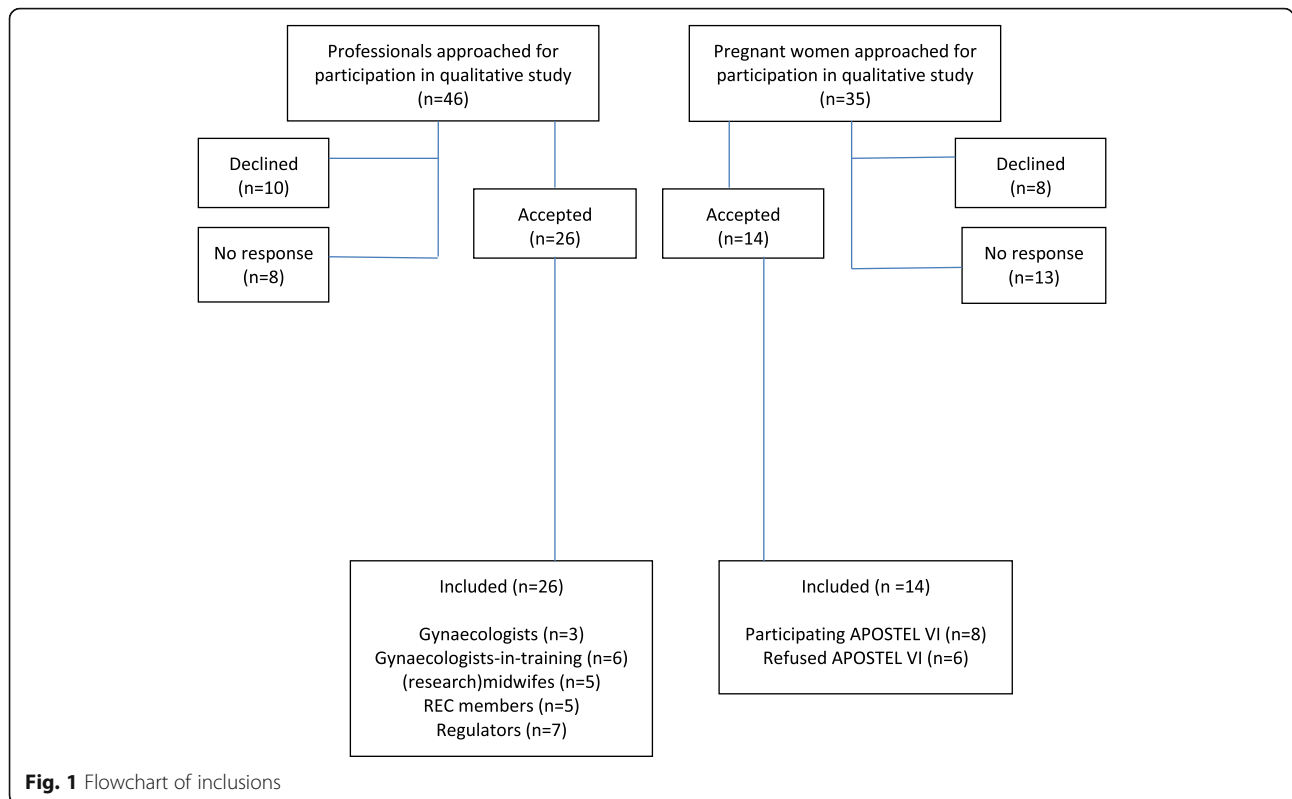 Professionals approached for
participation in qualitative study
(n=46)
Pregnant women approached for
participation in qualitative study
(n=35)
Declined
(n=10)
Declined
(n=8)
Accepted
(n=26)
Accepted
(n=14)
No response
(n=8)
No response
(n=13)
Included (n=26)
Gynaecologists (n=3)
Gynaecologists-in-training (n=6)
(research)midwifes (n=5)
REC members (n=5)
Regulators (n=7)
Included (n =14)
Participating APOSTEL VI (n=8)
Refused APOSTEL VI (n=6)
Fig. 1 Flowchart of inclusions